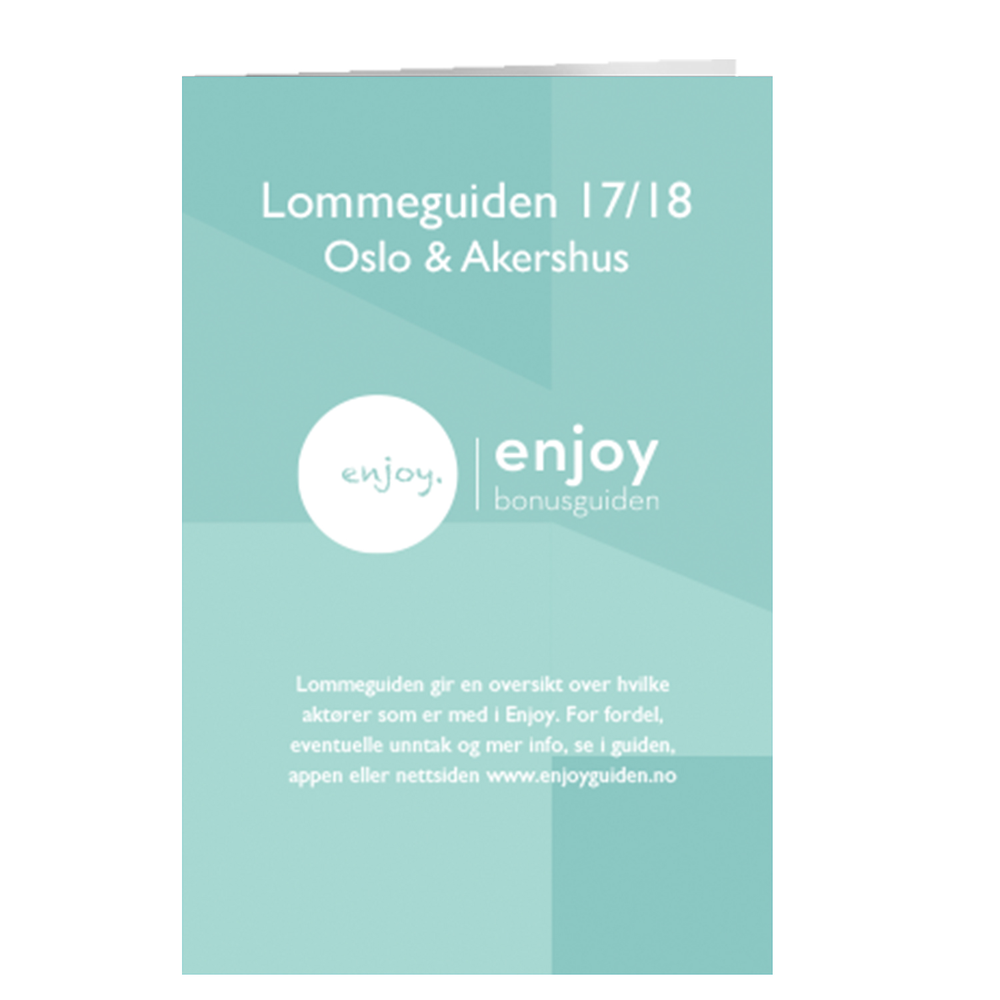 Lommeguiden 17/18
Oslo & Akershus
enjoy.
enjoy
bonusguiden
Lommeguiden gir en oversikt over hvilke
aktører som er med i Enjoy. For fordel,
eventuelle unntak og mer info, se i guiden,
appen eller nettsiden www.enjoyguiden.no